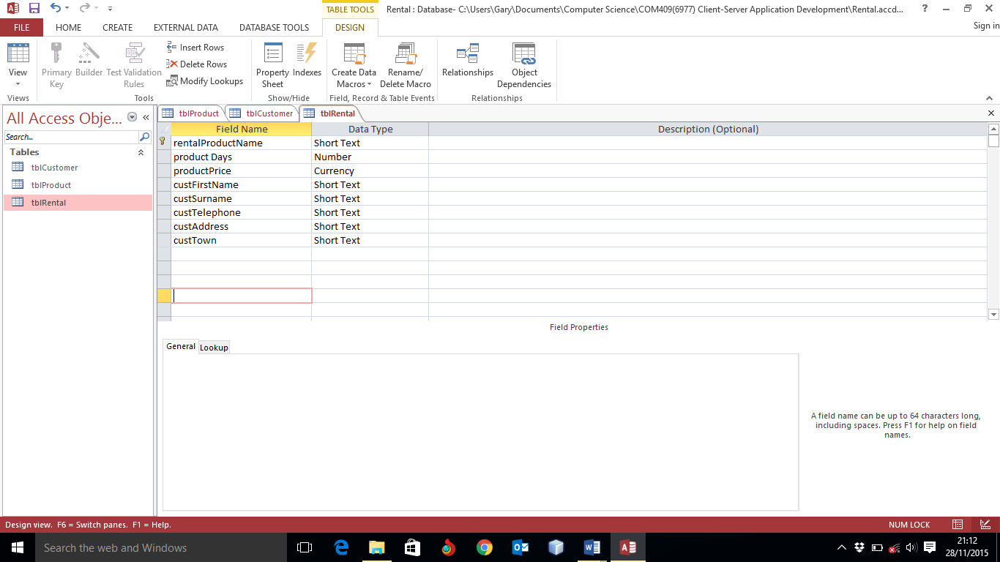 TABLE TOOLS
Rental : Database- C:\Users\Gary\Documents\Computer Science\COM409(6977) Client-Server Application Development\Rental.accd...
?
FILE HOME CREATE EXTERNAL DATA DATABASE TOOLS DESIGN
Sign in
View
Primary Key
Builder
Test Validation Rules
Insert Rows
Delete Rows
Modify Lookups
Property Sheet
Indexes
Create Data Macros
Rename/ Delete Macro
Relationships
Object Dependencies
Views Tools Show/Hide Field, Record & Table Events Relationships
All Access Obje...
Search...
Tables
tblCustomer
tblProduct
tblRental
tblProduct tblCustomer tblRental
Field Name Data Type Description (Optional)
rentalProductName Short Text
product Days Number
productPrice Currency
custFirstName Short Text
custSurname Short Text
custTelephone Short Text
custAddress Short Text
custTown Short Text
Field Properties
General Lookup
A field name can be up to 64 characters long,
including spaces. Press F1 for help on field
names.
Design view. F6 = Switch panes. F1 = Help.
NUM LOCK
Search the web and Windows
21:12
28/11/2015